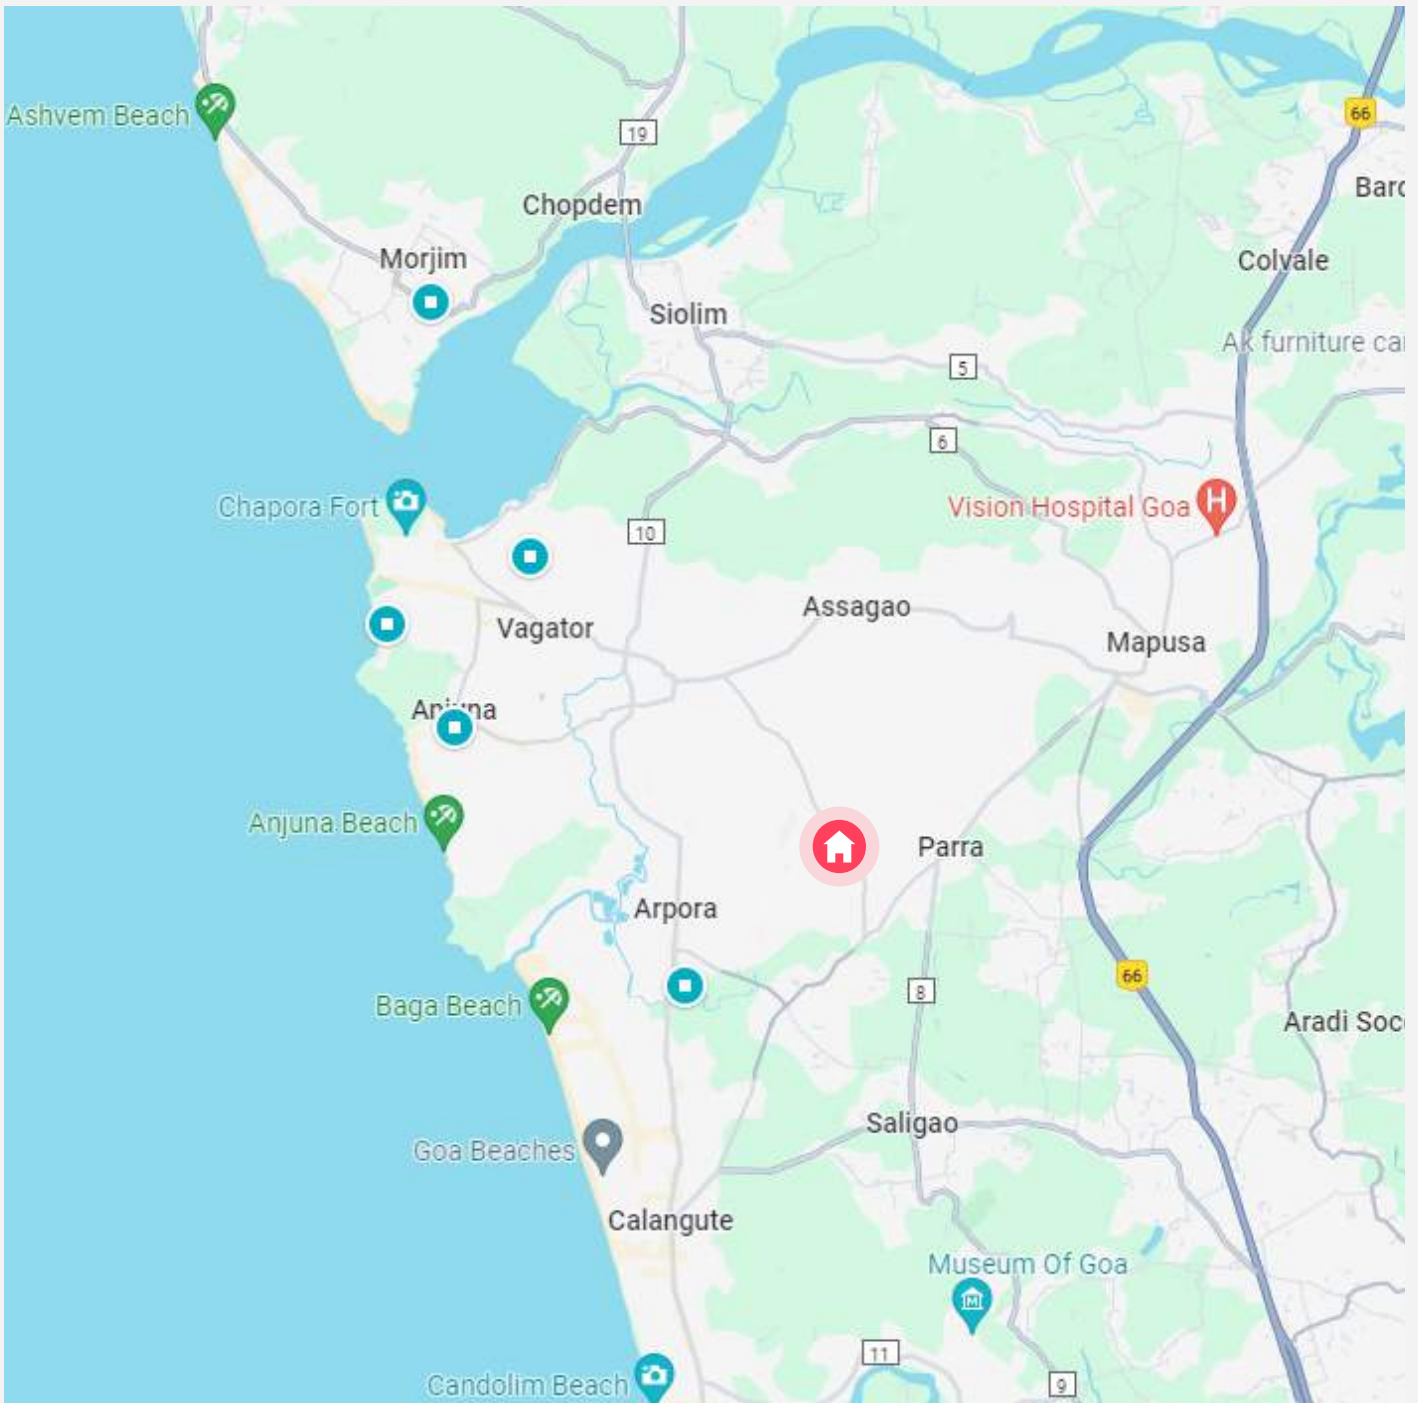 66
Ashvem Beach
19
Barc
Chopdem
Morjim
Colvale
Siolim
Ak furniture cai
5
6
Chapora Fort
Vision Hospital Goa
H
10
Assagao
Vagator
Mapusa
Anjuna
Anjuna Beach
Parra
Arpora
66
8
Baga Beach
Aradi Soc
Saligao
Goa Beaches
Calangute
Museum Of Goa
M
11
Candolim Beach
9